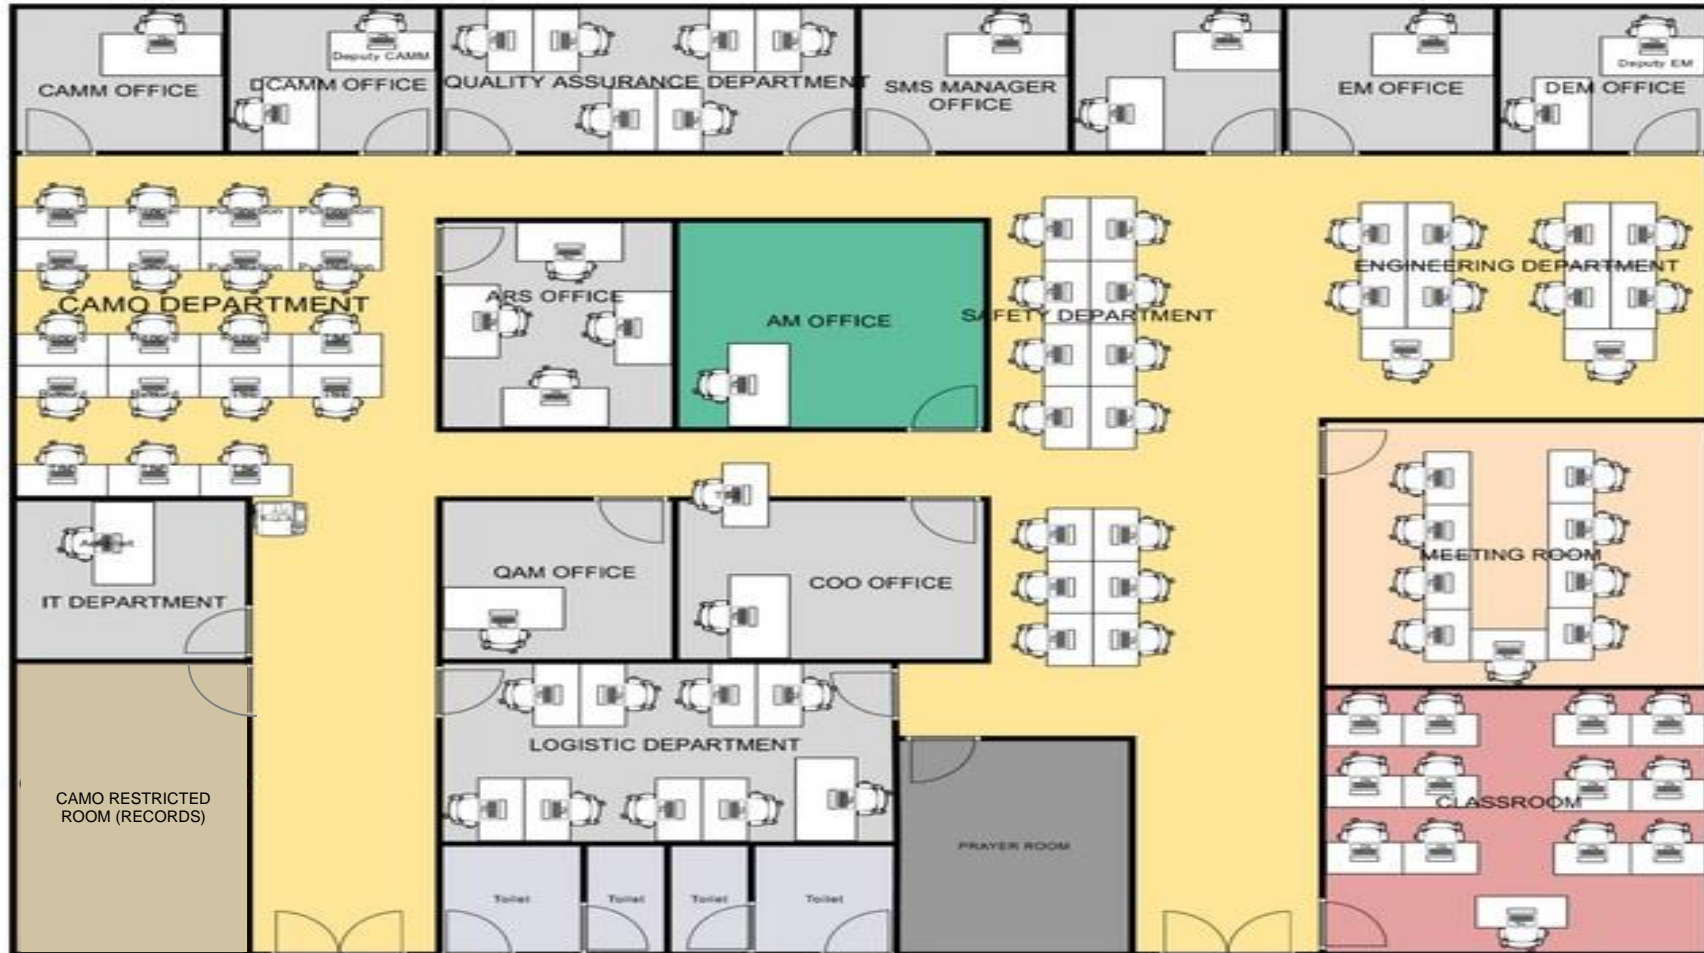 Deputy CAMM
Deputy EM
CAMM OFFICE
DCAMM OFFICE
QUALITY ASSURANCE DEPARTMENT
SMS MANAGER
OFFICE
EM OFFICE
DEM OFFICE
CAMO DEPARTMENT
ARS OFFICE
AM OFFICE
SAFETY DEPARTMENT
ENGINEERING DEPARTMENT
IT DEPARTMENT
QAM OFFICE
COO OFFICE
MEETING ROOM
LOGISTIC DEPARTMENT
CAMO RESTRICTED
ROOM (RECORDS)
PRAYER ROOM
CLASSROOM
Toilet
Toilet
Toilet
Toilet